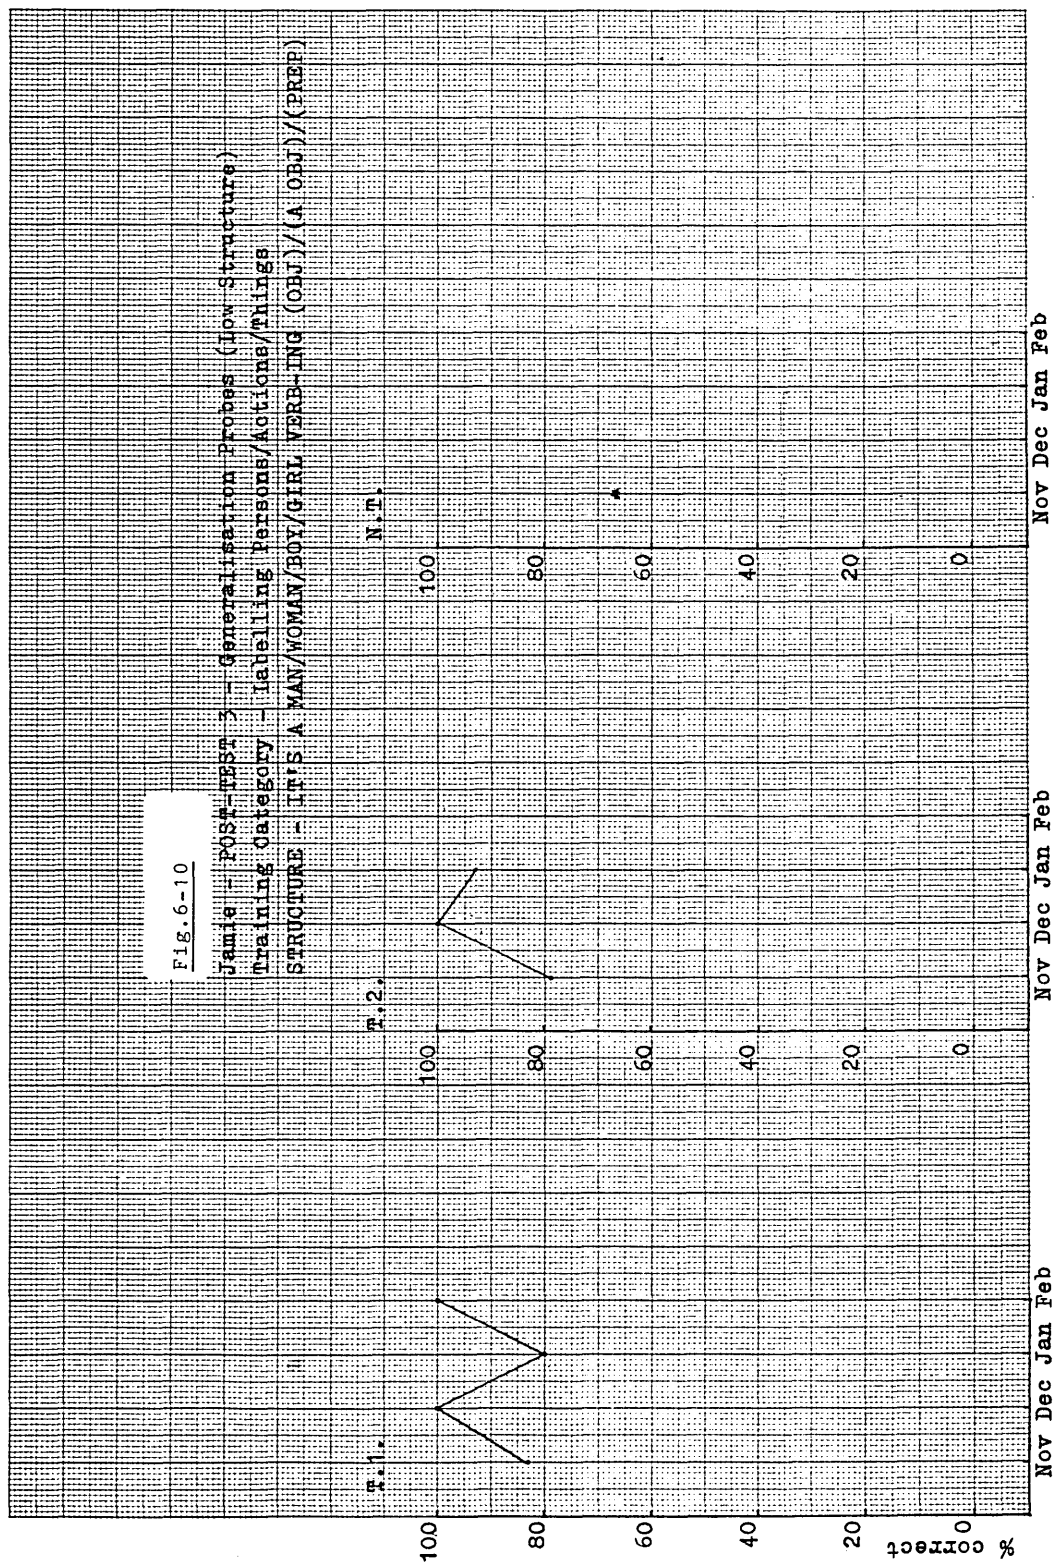 Fig.6-10
Jamie - POST-TEST 3 - Generalisation Probes (Low Structure)
Training Category - Labelling Persons/Actions/Things
STRUCTURE - IT'S A MAN/WOMAN/BOY/GIRL VERB-ING (OBJ)/(A OBJ)/(PREP)
T.1.
T.2.
N.T.
100
80
60
40
20
0
% correct
Nov Dec Jan Feb
100
80
60
40
20
0
Nov Dec Jan Feb
100
80
60
40
20
0
Nov Dec Jan Feb